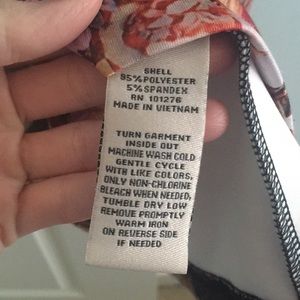 SHELL
95% POLYESTER
5% SPANDEX
RN 101276
MADE IN VIETNAM
TURN GARMENT
INSIDE OUT
MACHINE WASH COLD
GENTLE CYCLE
WITH LIKE COLORS,
ONLY NON-CHLORINE
BLEACH WHEN NEEDED,
TUMBLE DRY LOW
REMOVE PROMPTLY
WARM IRON
ON REVERSE SIDE
IF NEEDED